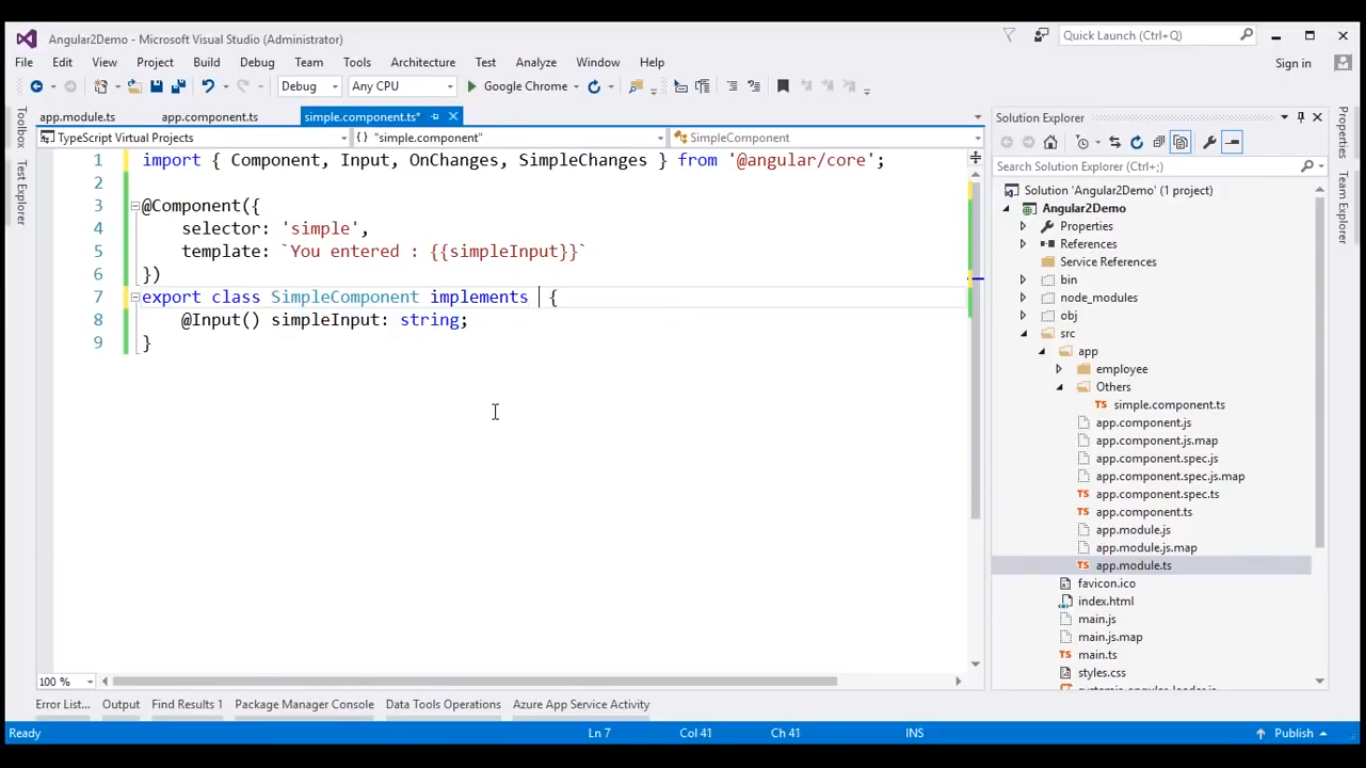 Angular2Demo - Microsoft Visual Studio (Administrator)
Quick Launch (Ctrl+Q)
File Edit View Project Build Debug Team Tools Architecture Test Analyze Window Help
Sign in
Debug Any CPU Google Chrome
Toolbox
Test Explorer
app.module.ts app.component.ts simple.component.ts*
TypeScript Virtual Projects {} "simple.component" SimpleComponent
1 import { Component, Input, OnChanges, SimpleChanges } from '@angular/core';
2
3 @Component({
4 selector: 'simple',
5 template: `You entered : {{simpleInput}}`
6 })
7 export class SimpleComponent implements {
8 @Input() simpleInput: string;
9 }
100 %
Solution Explorer
Search Solution Explorer (Ctrl+;)
Solution 'Angular2Demo' (1 project)
Angular2Demo
Properties
References
Service References
bin
node_modules
obj
src
app
employee
Others
TS simple.component.ts
app.component.js
app.component.js.map
app.component.spec.js
app.component.spec.js.map
TS app.component.spec.ts
TS app.component.ts
app.module.js
app.module.js.map
TS app.module.ts
favicon.ico
index.html
main.js
main.js.map
TS main.ts
styles.css
Properties
Team Explorer
Error List... Output Find Results 1 Package Manager Console Data Tools Operations Azure App Service Activity
Ready Ln 7 Col 41 Ch 41 INS Publish